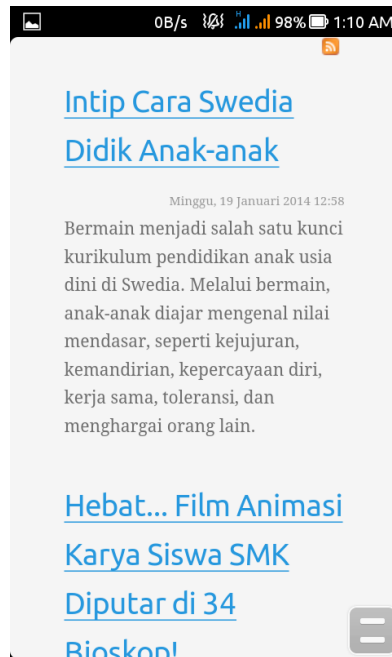 0B/s H 98% 1:10 AM
Intip Cara Swedia
Didik Anak-anak
Minggu, 19 Januari 2014 12:58
Bermain menjadi salah satu kunci
kurikulum pendidikan anak usia
dini di Swedia. Melalui bermain,
anak-anak diajar mengenal nilai
mendasar, seperti kejujuran,
kemandirian, kepercayaan diri,
kerja sama, toleransi, dan
menghargai orang lain.
Hebat... Film Animasi
Karya Siswa SMK
Diputar di 34
Bioskop!